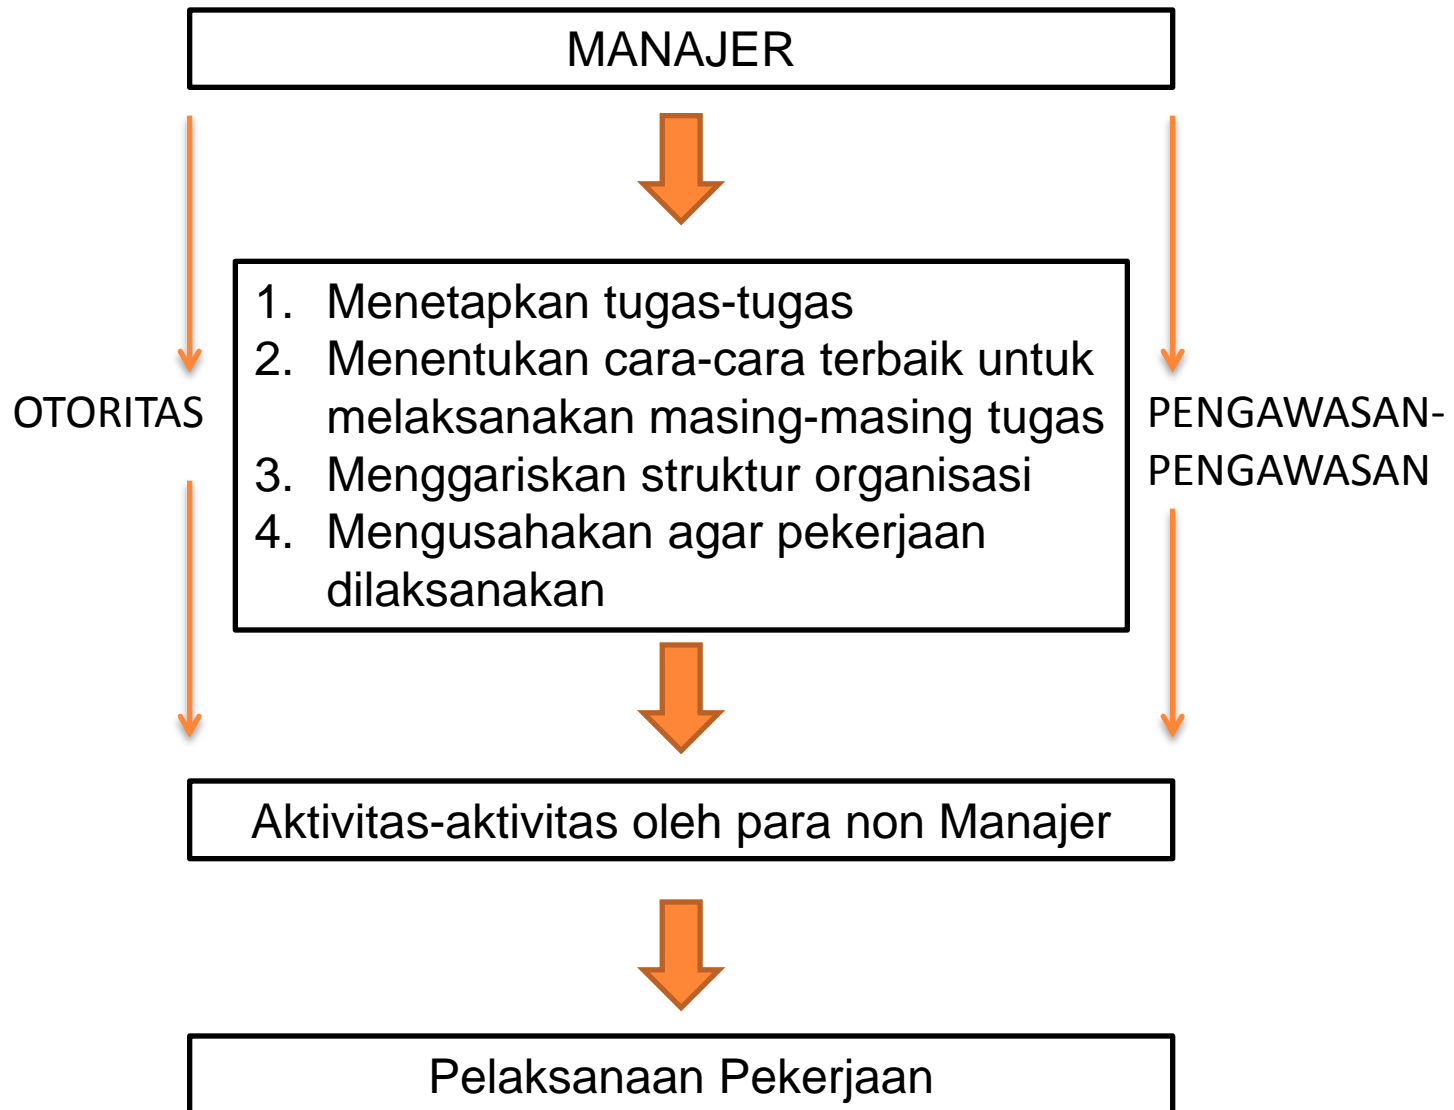 MANAJER
1. Menetapkan tugas-tugas
2. Menentukan cara-cara terbaik untuk
melaksanakan masing-masing tugas
3. Menggariskan struktur organisasi
4. Mengusahakan agar pekerjaan
dilaksanakan
OTORITAS
PENGAWASAN-
PENGAWASAN
Aktivitas-aktivitas oleh para non Manajer
Pelaksanaan Pekerjaan